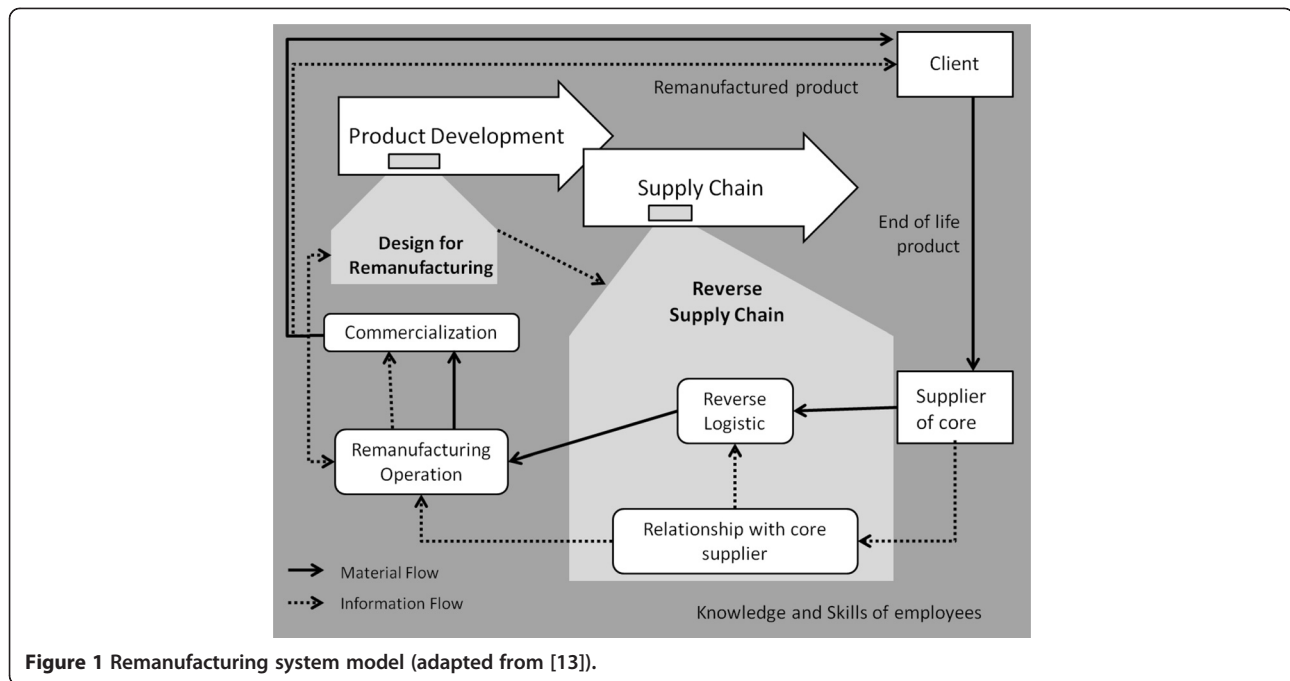 Client
Remanufactured product
Product Development
Supply Chain
End of life
product
Design for
Remanufacturing
Reverse
Supply Chain
Commercialization
Reverse
Logistic
Supplier
of core
Remanufacturing
Operation
Relationship with core
supplier
Material Flow
Information Flow
Knowledge and Skills of employees
Figure 1 Remanufacturing system model (adapted from [13]).